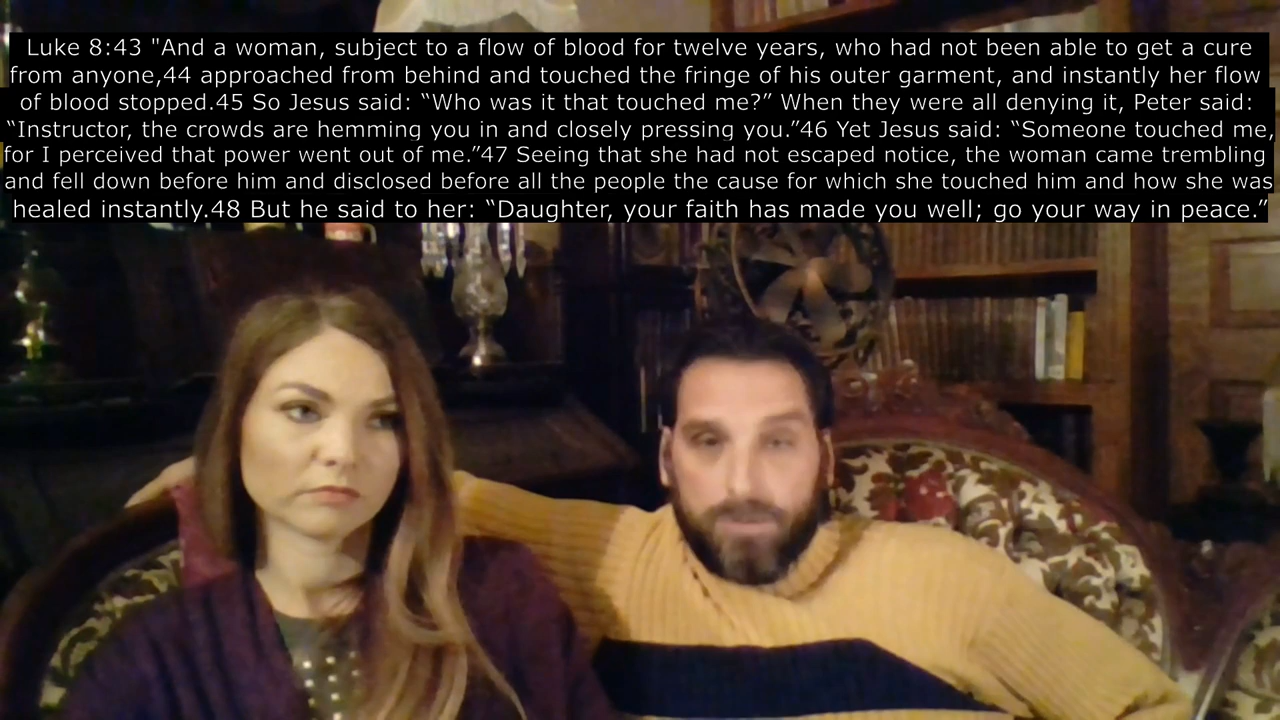 Luke 8:43 "And a woman, subject to a flow of blood for twelve years, who had not been able to get a cure
from anyone,44 approached from behind and touched the fringe of his outer garment, and instantly her flow
of blood stopped.45 So Jesus said: “Who was it that touched me?” When they were all denying it, Peter said:
“Instructor, the crowds are hemming you in and closely pressing you.”46 Yet Jesus said: “Someone touched me,
for I perceived that power went out of me.”47 Seeing that she had not escaped notice, the woman came trembling
and fell down before him and disclosed before all the people the cause for which she touched him and how she was
healed instantly.48 But he said to her: “Daughter, your faith has made you well; go your way in peace.”